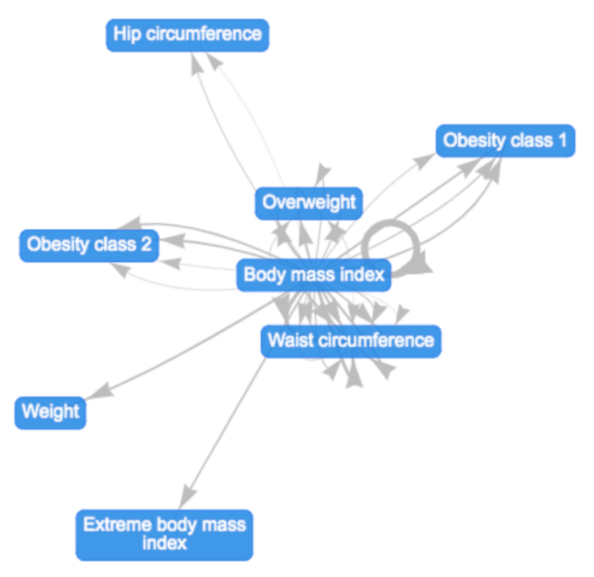 Hip circumference
Obesity class 1
Overweight
Obesity class 2
Body mass index
Waist circumference
Weight
Extreme body mass
index